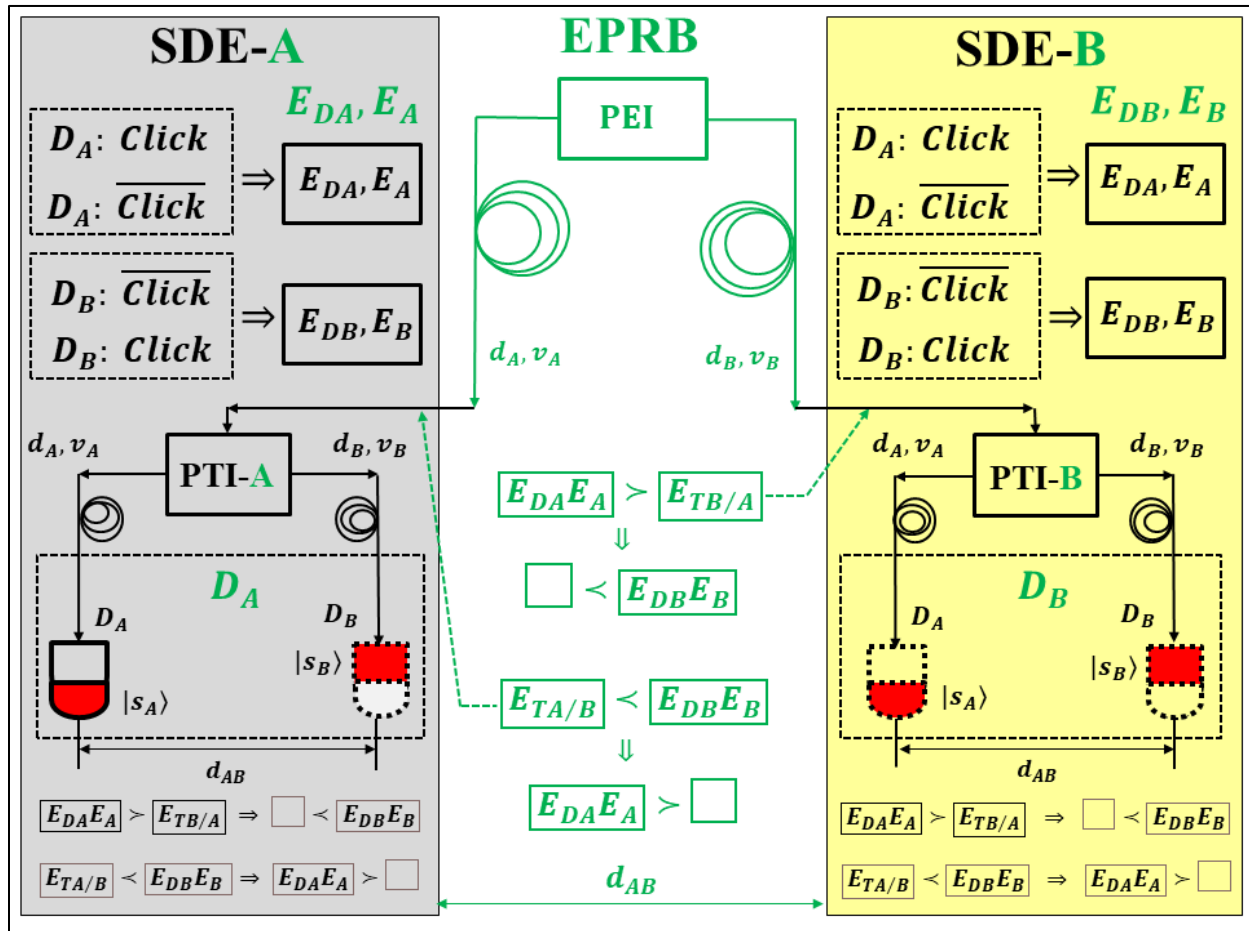 SDE-A
E_DA, E_A
D_A: Click
D_A: \overline{Click}
⇒
E_DA, E_A
D_B: \overline{Click}
D_B: Click
⇒
E_DB, E_B
d_A, v_A
d_B, v_B
PTI-A
D_A
D_A
D_B
|s_B⟩
|s_A⟩
d_AB
E_DA E_A ≻ E_TB/A ⇒ □ ≺ E_DB E_B
E_TA/B ≺ E_DB E_B ⇒ E_DA E_A ≻ □
EPRB
PEI
d_A, v_A
d_B, v_B
E_DA E_A ≻ E_TB/A
⇓
□ ≺ E_DB E_B
E_TA/B ≺ E_DB E_B
⇓
E_DA E_A ≻ □
d_AB
SDE-B
E_DB, E_B
D_A: Click
D_A: \overline{Click}
⇒
E_DA, E_A
D_B: \overline{Click}
D_B: Click
⇒
E_DB, E_B
d_A, v_A
d_B, v_B
PTI-B
D_B
D_A
D_B
|s_B⟩
|s_A⟩
d_AB
E_DA E_A ≻ E_TB/A ⇒ □ ≺ E_DB E_B
E_TA/B ≺ E_DB E_B ⇒ E_DA E_A ≻ □